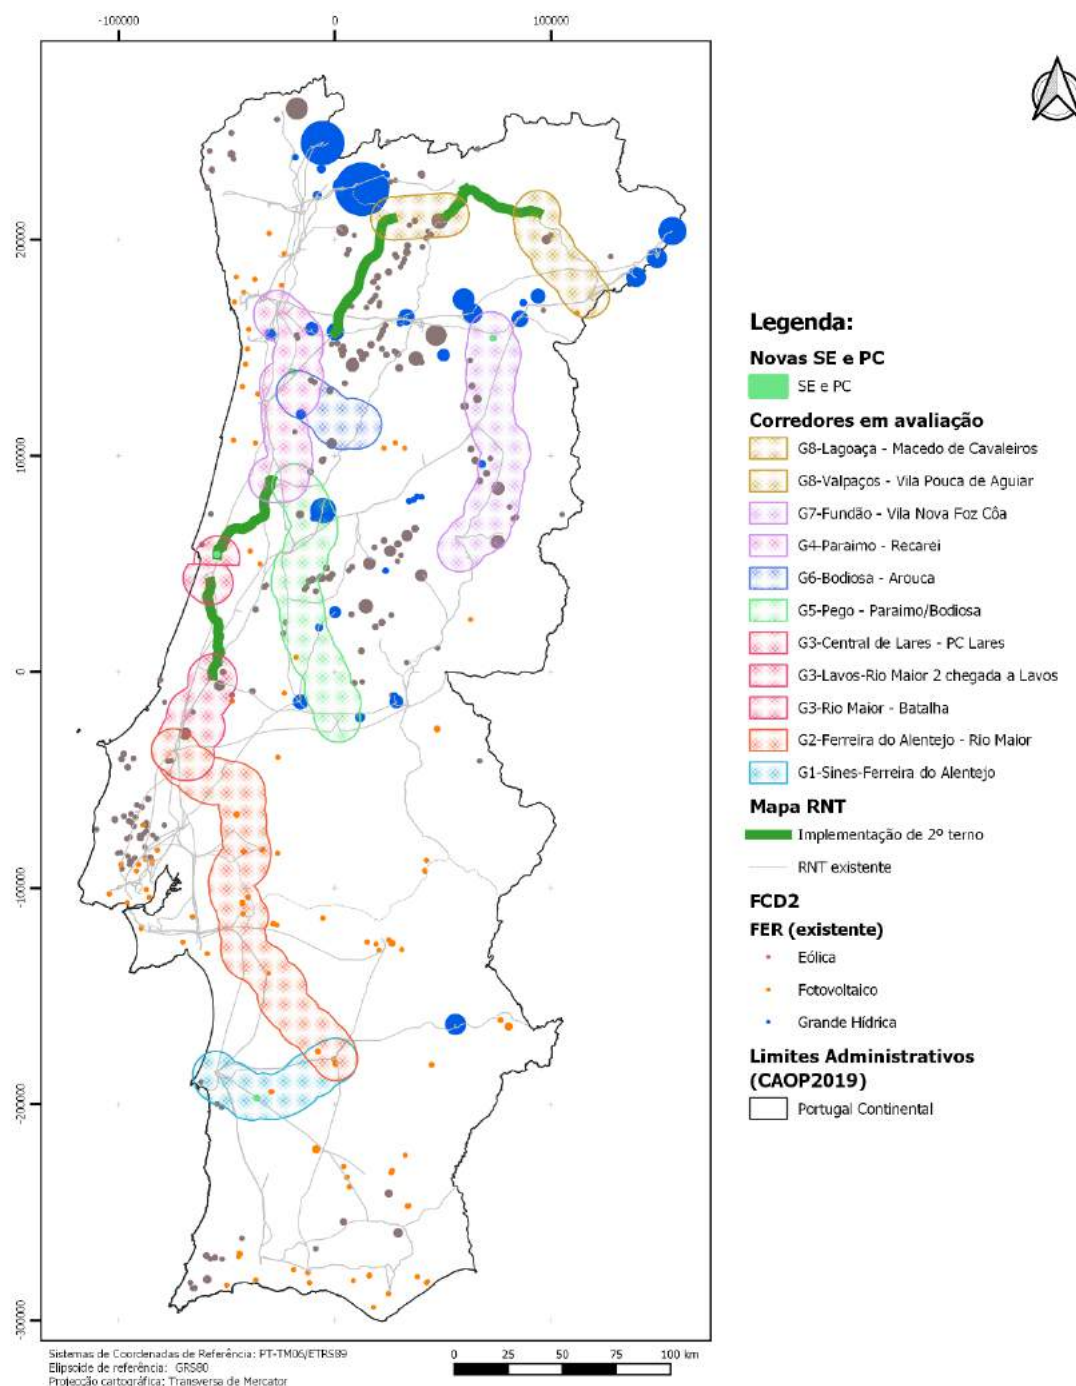 -100000
0
100000
200000
100000
0
-100000
-200000
-300000
Legenda:
Novas SE e PC
SE e PC
Corredores em avaliação
G8-Lagoaça - Macedo de Cavaleiros
G8-Valpaços - Vila Pouca de Aguiar
G7-Fundão - Vila Nova Foz Côa
G4-Paraimo - Recarei
G6-Bodiosa - Arouca
G5-Pego - Paraimo/Bodiosa
G3-Central de Lares - PC Lares
G3-Lavos-Rio Maior 2 chegada a Lavos
G3-Rio Maior - Batalha
G2-Ferreira do Alentejo - Rio Maior
G1-Sines-Ferreira do Alentejo
Mapa RNT
Implementação de 2º terno
RNT existente
FCD2
FER (existente)
Eólica
Fotovoltaico
Grande Hídrica
Limites Administrativos
(CAOP2019)
Portugal Continental
Sistemas de Coordenadas de Referência: PT-TM06/ETRS89
Elipsoide de referência: GRS80
Projecção cartográfica: Transversa de Mercator
0 25 50 75 100 km